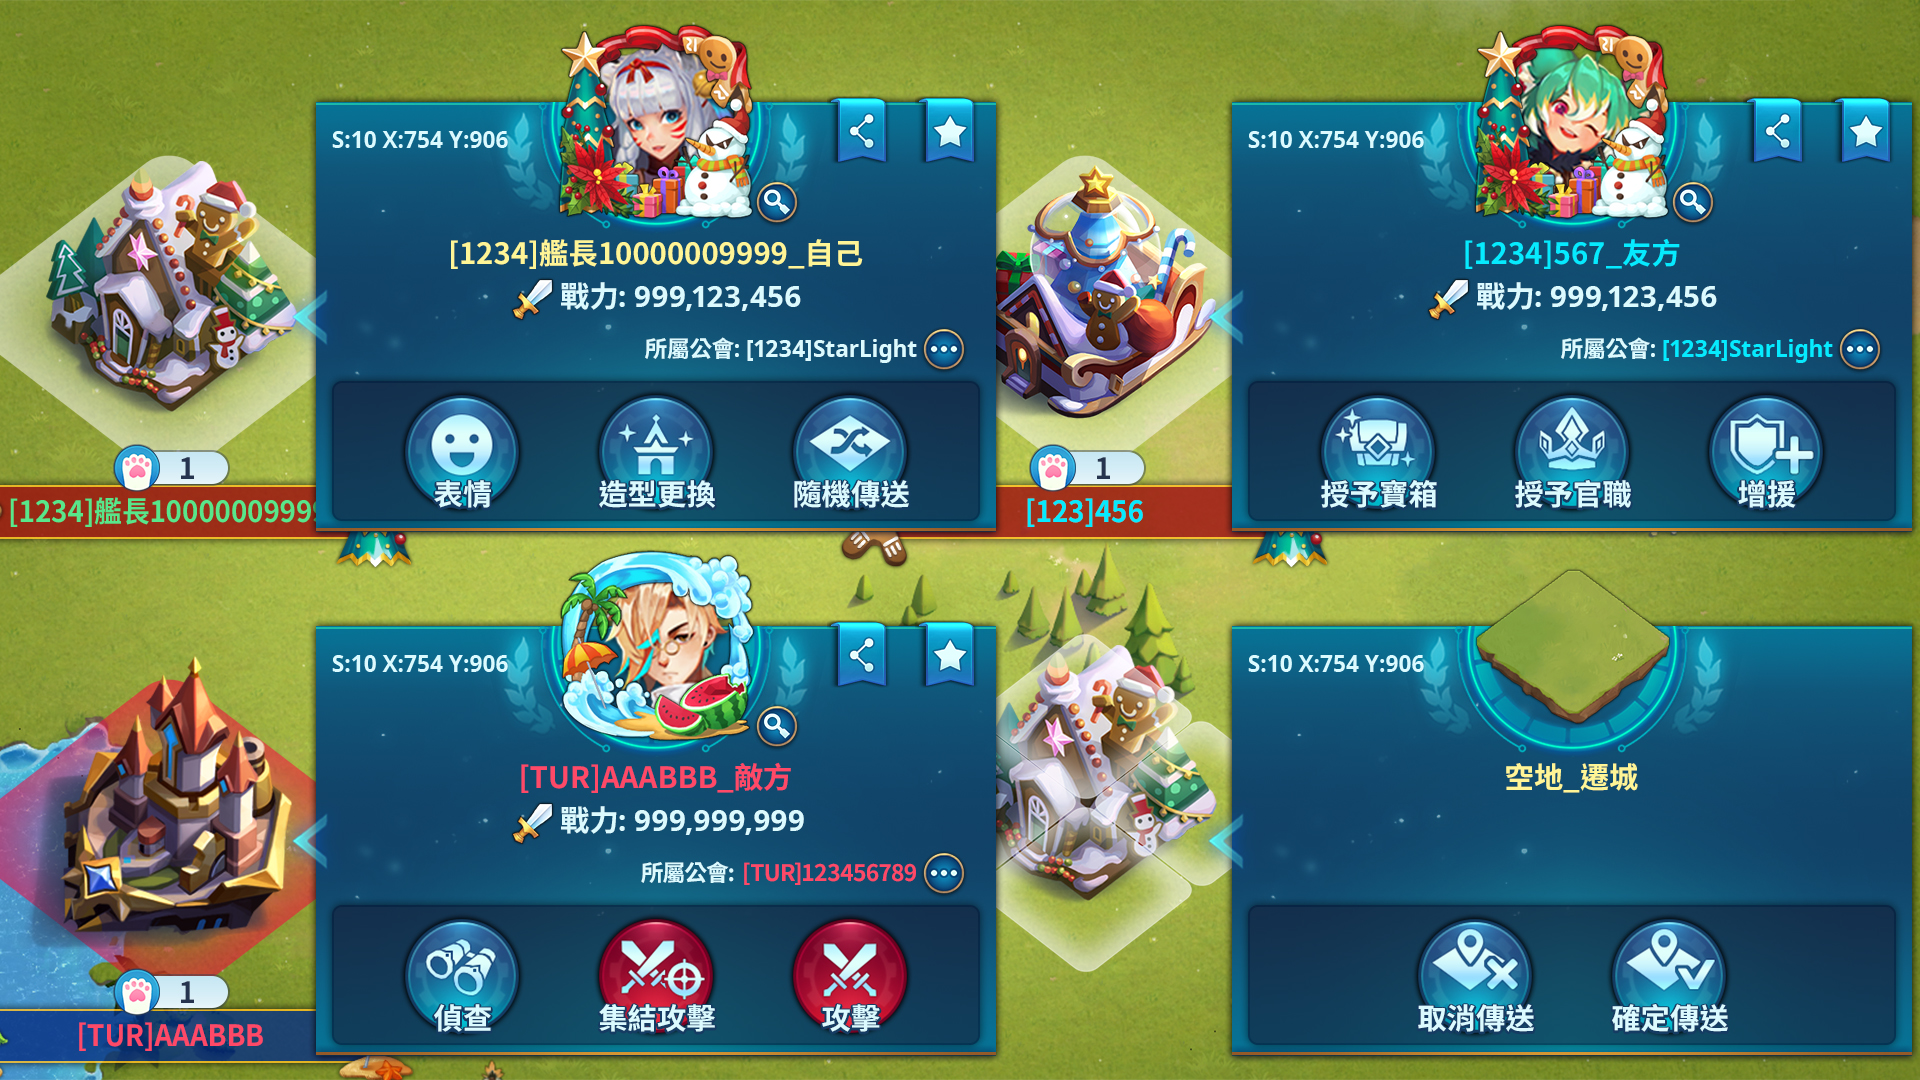 S:10 X:754 Y:906
[1234]艦長10000009999_自己
戰力: 999,123,456
所屬公會: [1234]StarLight
表情
造型更換
隨機傳送
1
[1234]艦長10000009999
S:10 X:754 Y:906
[1234]567_友方
戰力: 999,123,456
所屬公會: [1234]StarLight
授予寶箱
授予官職
增援
1
[123]456
S:10 X:754 Y:906
[TUR]AAABBB_敵方
戰力: 999,999,999
所屬公會: [TUR]123456789
偵查
集結攻擊
攻擊
1
[TUR]AAABBB
S:10 X:754 Y:906
空地_遷城
取消傳送
確定傳送